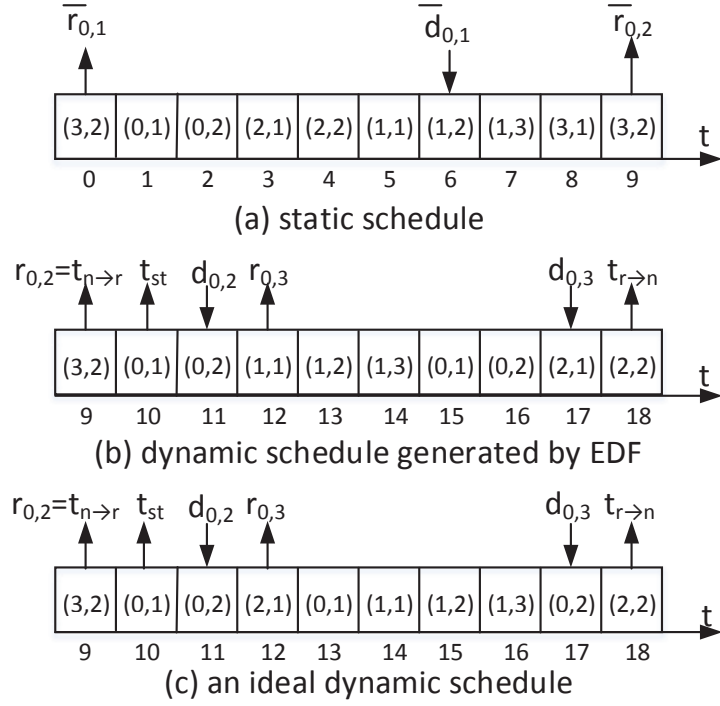 r̅0,1 d̅0,1 r̅0,2
(3,2) (0,1) (0,2) (2,1) (2,2) (1,1) (1,2) (1,3) (3,1) (3,2) t
0 1 2 3 4 5 6 7 8 9
(a) static schedule
r0,2=tn→r tst d0,2 r0,3 d0,3 tr→n
(3,2) (0,1) (0,2) (1,1) (1,2) (1,3) (0,1) (0,2) (2,1) (2,2) t
9 10 11 12 13 14 15 16 17 18
(b) dynamic schedule generated by EDF
r0,2=tn→r tst d0,2 r0,3 d0,3 tr→n
(3,2) (0,1) (0,2) (2,1) (0,1) (1,1) (1,2) (1,3) (0,2) (2,2) t
9 10 11 12 13 14 15 16 17 18
(c) an ideal dynamic schedule